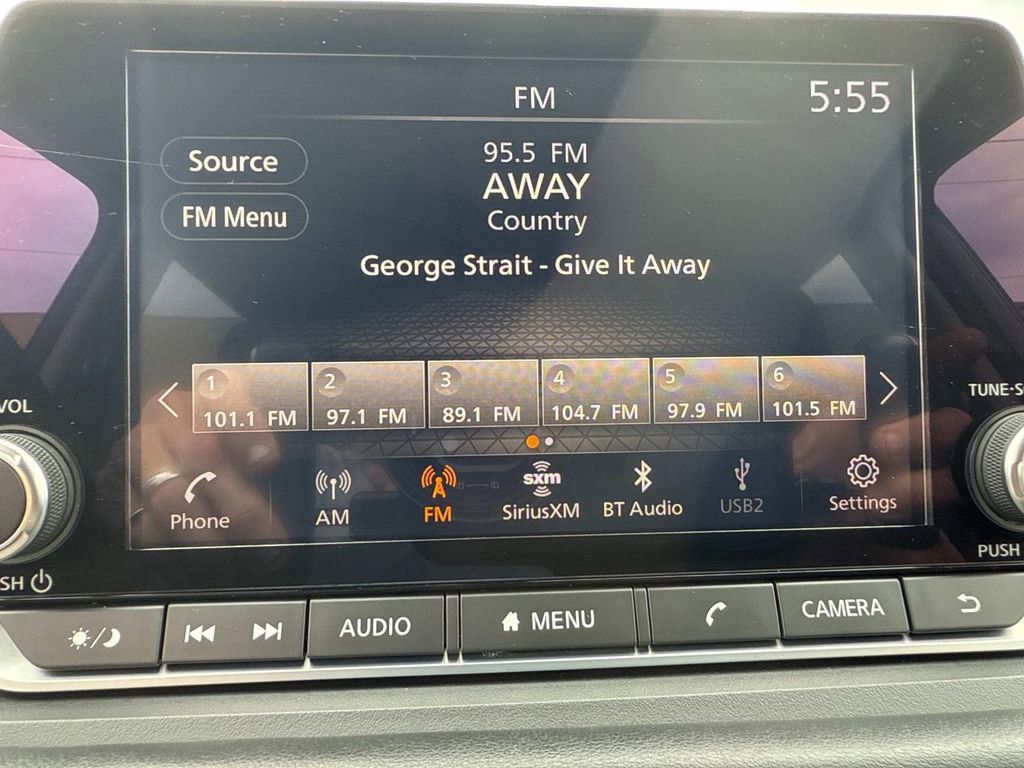 FM
5:55
Source
95.5 FM
AWAY
FM Menu
Country
George Strait - Give It Away
1
2
3
4
5
6
101.1 FM
97.1 FM
89.1 FM
104.7 FM
97.9 FM
101.5 FM
VOL
TUNE·S
sxm
Phone
AM
FM
SiriusXM
BT Audio
USB2
Settings
SH
PUSH
AUDIO
MENU
CAMERA